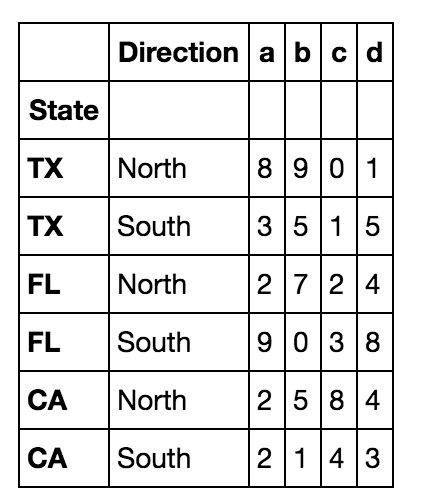 Direction a b c d
State
TX North 8 9 0 1
TX South 3 5 1 5
FL North 2 7 2 4
FL South 9 0 3 8
CA North 2 5 8 4
CA South 2 1 4 3